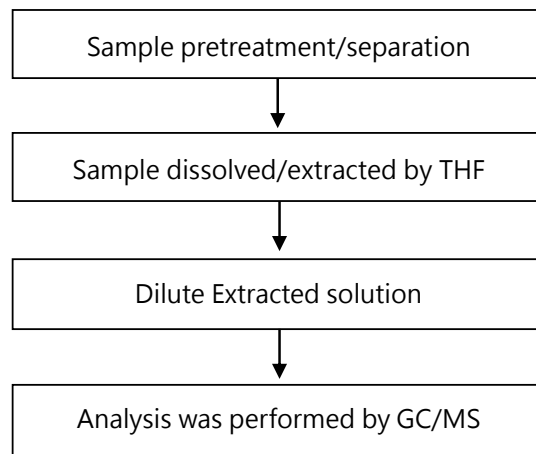 Sample pretreatment/separation
Sample dissolved/extracted by THF
Dilute Extracted solution
Analysis was performed by GC/MS